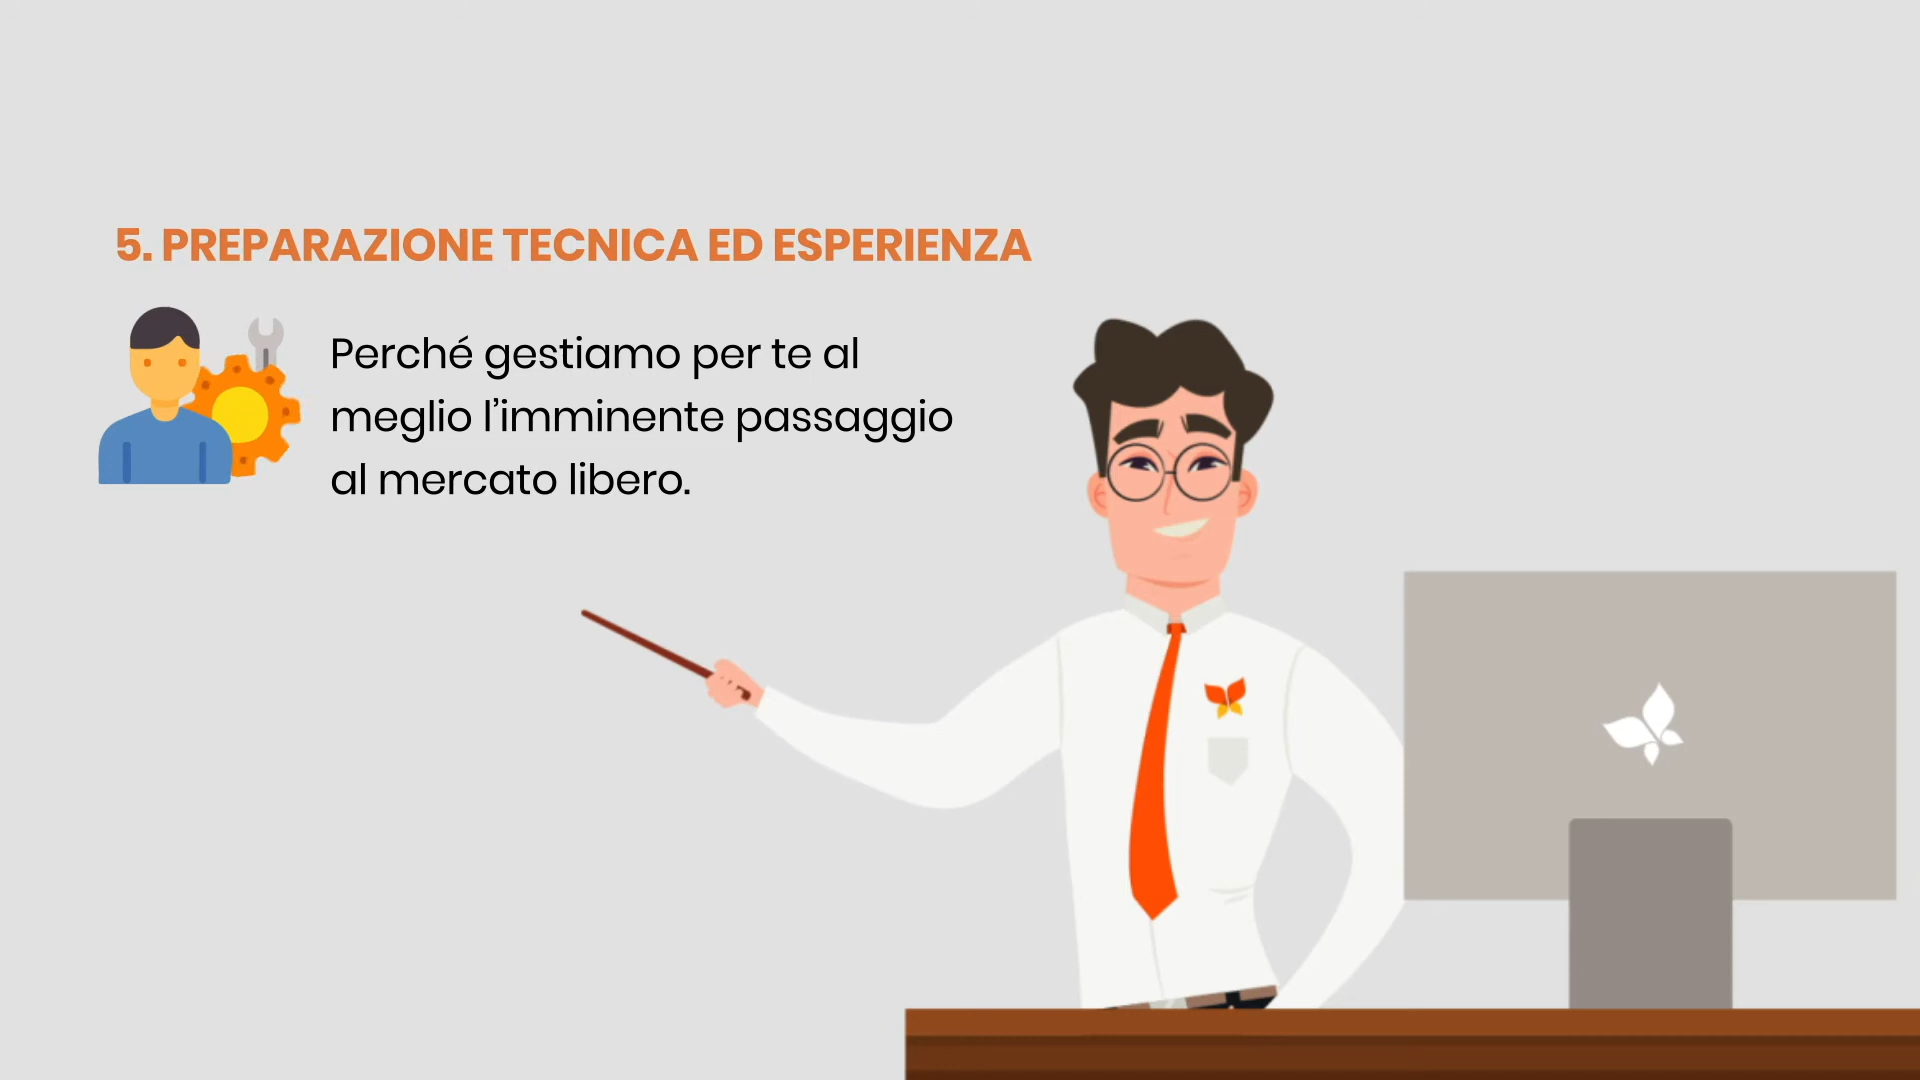 5. PREPARAZIONE TECNICA ED ESPERIENZA
Perché gestiamo per te al
meglio l’imminente passaggio
al mercato libero.